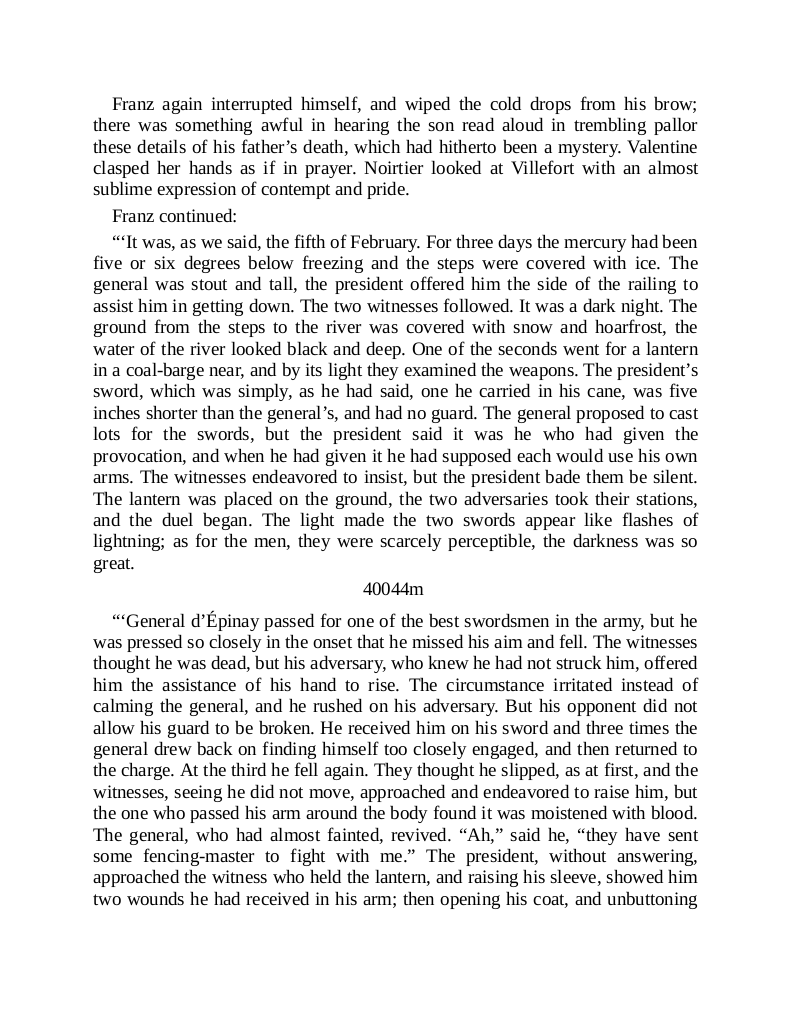 Franz again interrupted himself, and wiped the cold drops from his brow;
there was something awful in hearing the son read aloud in trembling pallor
these details of his father’s death, which had hitherto been a mystery. Valentine
clasped her hands as if in prayer. Noirtier looked at Villefort with an almost
sublime expression of contempt and pride.
Franz continued:
“‘It was, as we said, the fifth of February. For three days the mercury had been
five or six degrees below freezing and the steps were covered with ice. The
general was stout and tall, the president offered him the side of the railing to
assist him in getting down. The two witnesses followed. It was a dark night. The
ground from the steps to the river was covered with snow and hoarfrost, the
water of the river looked black and deep. One of the seconds went for a lantern
in a coal-barge near, and by its light they examined the weapons. The president’s
sword, which was simply, as he had said, one he carried in his cane, was five
inches shorter than the general’s, and had no guard. The general proposed to cast
lots for the swords, but the president said it was he who had given the
provocation, and when he had given it he had supposed each would use his own
arms. The witnesses endeavored to insist, but the president bade them be silent.
The lantern was placed on the ground, the two adversaries took their stations,
and the duel began. The light made the two swords appear like flashes of
lightning; as for the men, they were scarcely perceptible, the darkness was so
great.
40044m
“‘General d’Épinay passed for one of the best swordsmen in the army, but he
was pressed so closely in the onset that he missed his aim and fell. The witnesses
thought he was dead, but his adversary, who knew he had not struck him, offered
him the assistance of his hand to rise. The circumstance irritated instead of
calming the general, and he rushed on his adversary. But his opponent did not
allow his guard to be broken. He received him on his sword and three times the
general drew back on finding himself too closely engaged, and then returned to
the charge. At the third he fell again. They thought he slipped, as at first, and the
witnesses, seeing he did not move, approached and endeavored to raise him, but
the one who passed his arm around the body found it was moistened with blood.
The general, who had almost fainted, revived. “Ah,” said he, “they have sent
some fencing-master to fight with me.” The president, without answering,
approached the witness who held the lantern, and raising his sleeve, showed him
two wounds he had received in his arm; then opening his coat, and unbuttoning